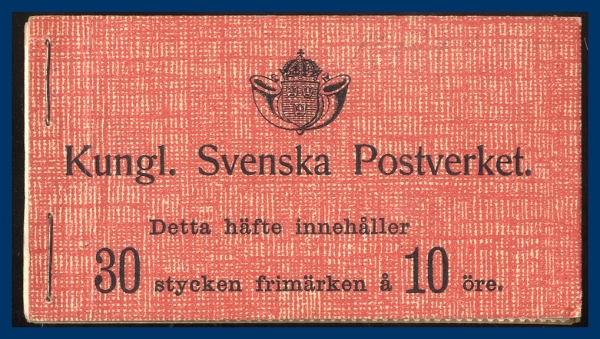 Kungl. Svenska Postverket.
Detta häfte innehåller
30 stycken frimärken å 10 öre.